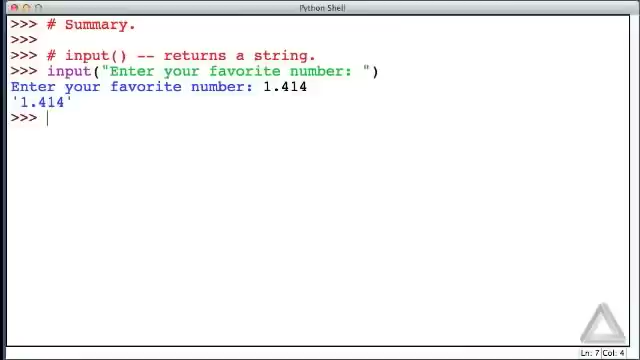 Python Shell
>>> # Summary.
>>>
>>> # input() -- returns a string.
>>> input("Enter your favorite number: ")
Enter your favorite number: 1.414
'1.414'
>>>
Ln: 7 Col: 4